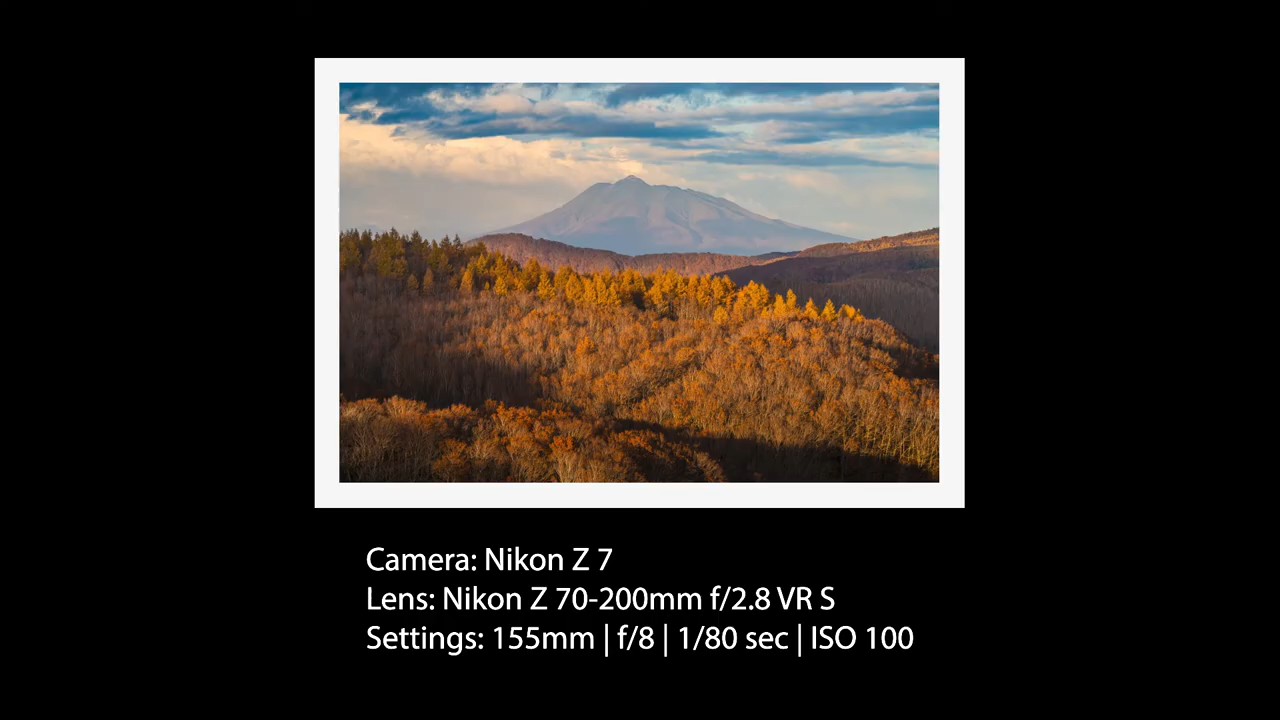 Camera: Nikon Z 7
Lens: Nikon Z 70-200mm f/2.8 VR S
Settings: 155mm | f/8 | 1/80 sec | ISO 100